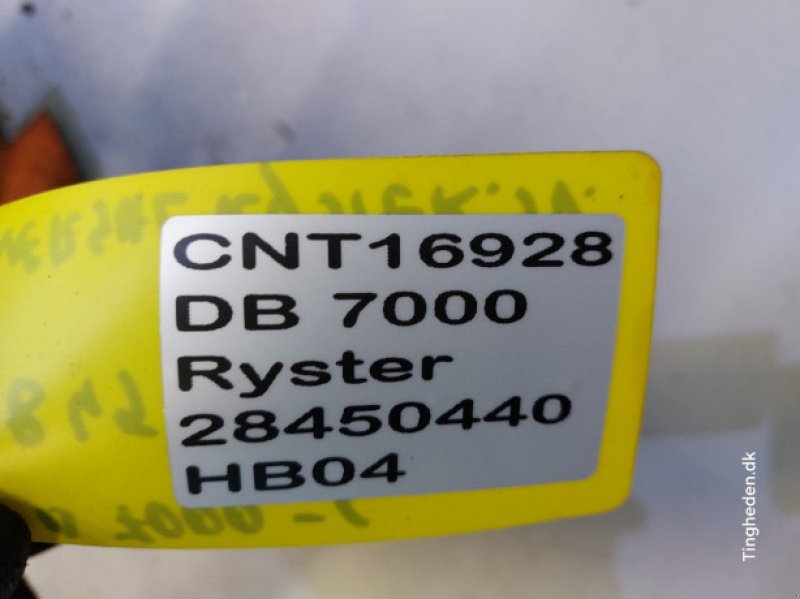 CNT16928
DB 7000
Ryster
28450440
HB04
Tingheden.dk